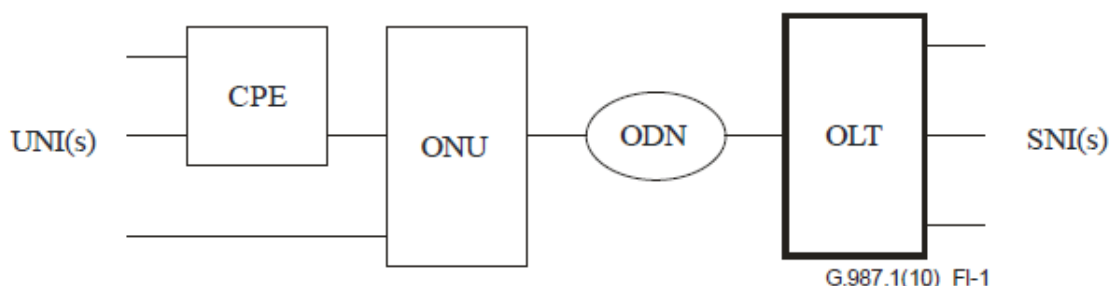 CPE
UNI(s)
ONU
ODN
OLT
SNI(s)
G.987.1(10)_FI-1